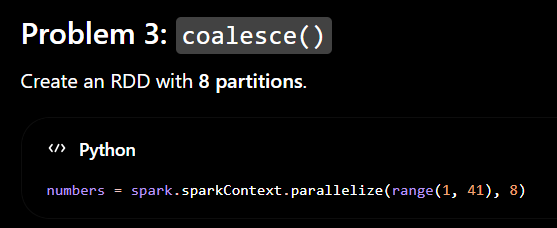 Problem 3: coalesce()
Create an RDD with 8 partitions.
</> Python
numbers = spark.sparkContext.parallelize(range(1, 41), 8)